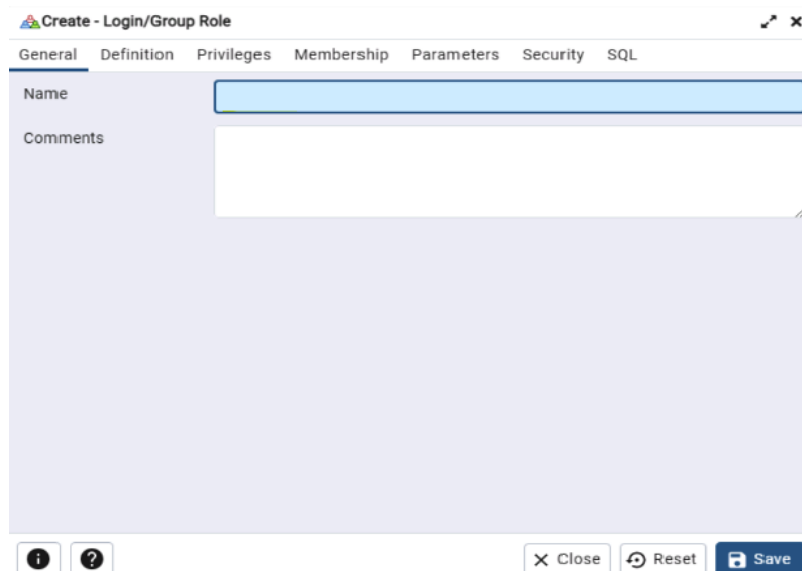 Create - Login/Group Role
General Definition Privileges Membership Parameters Security SQL
Name
Comments
Close Reset Save